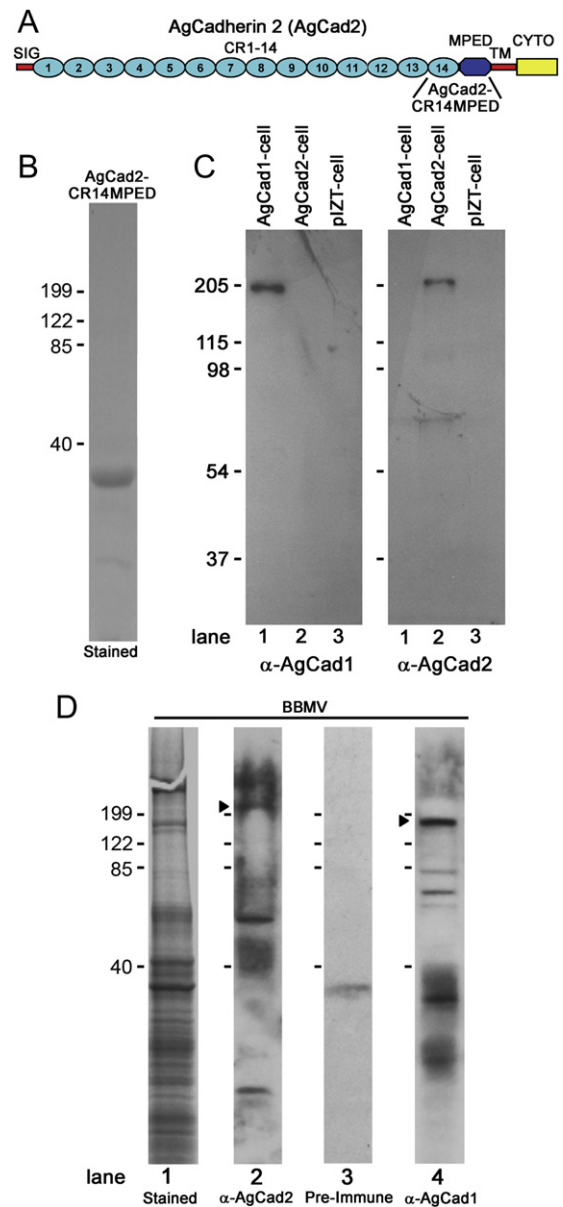 A
AgCadherin 2 (AgCad2)
SIG
CR1-14
MPED
TM
CYTO
1 2 3 4 5 6 7 8 9 10 11 12 13 14
AgCad2-
CR14MPED
B
AgCad2-
CR14MPED
199
122
85
40
Stained
C
AgCad1-cell
AgCad2-cell
pIZT-cell
AgCad1-cell
AgCad2-cell
pIZT-cell
205
115
98
54
37
lane 1 2 3 1 2 3
α-AgCad1 α-AgCad2
D
BBMV
199
122
85
40
lane 1 2 3 4
Stained α-AgCad2 Pre-Immune α-AgCad1